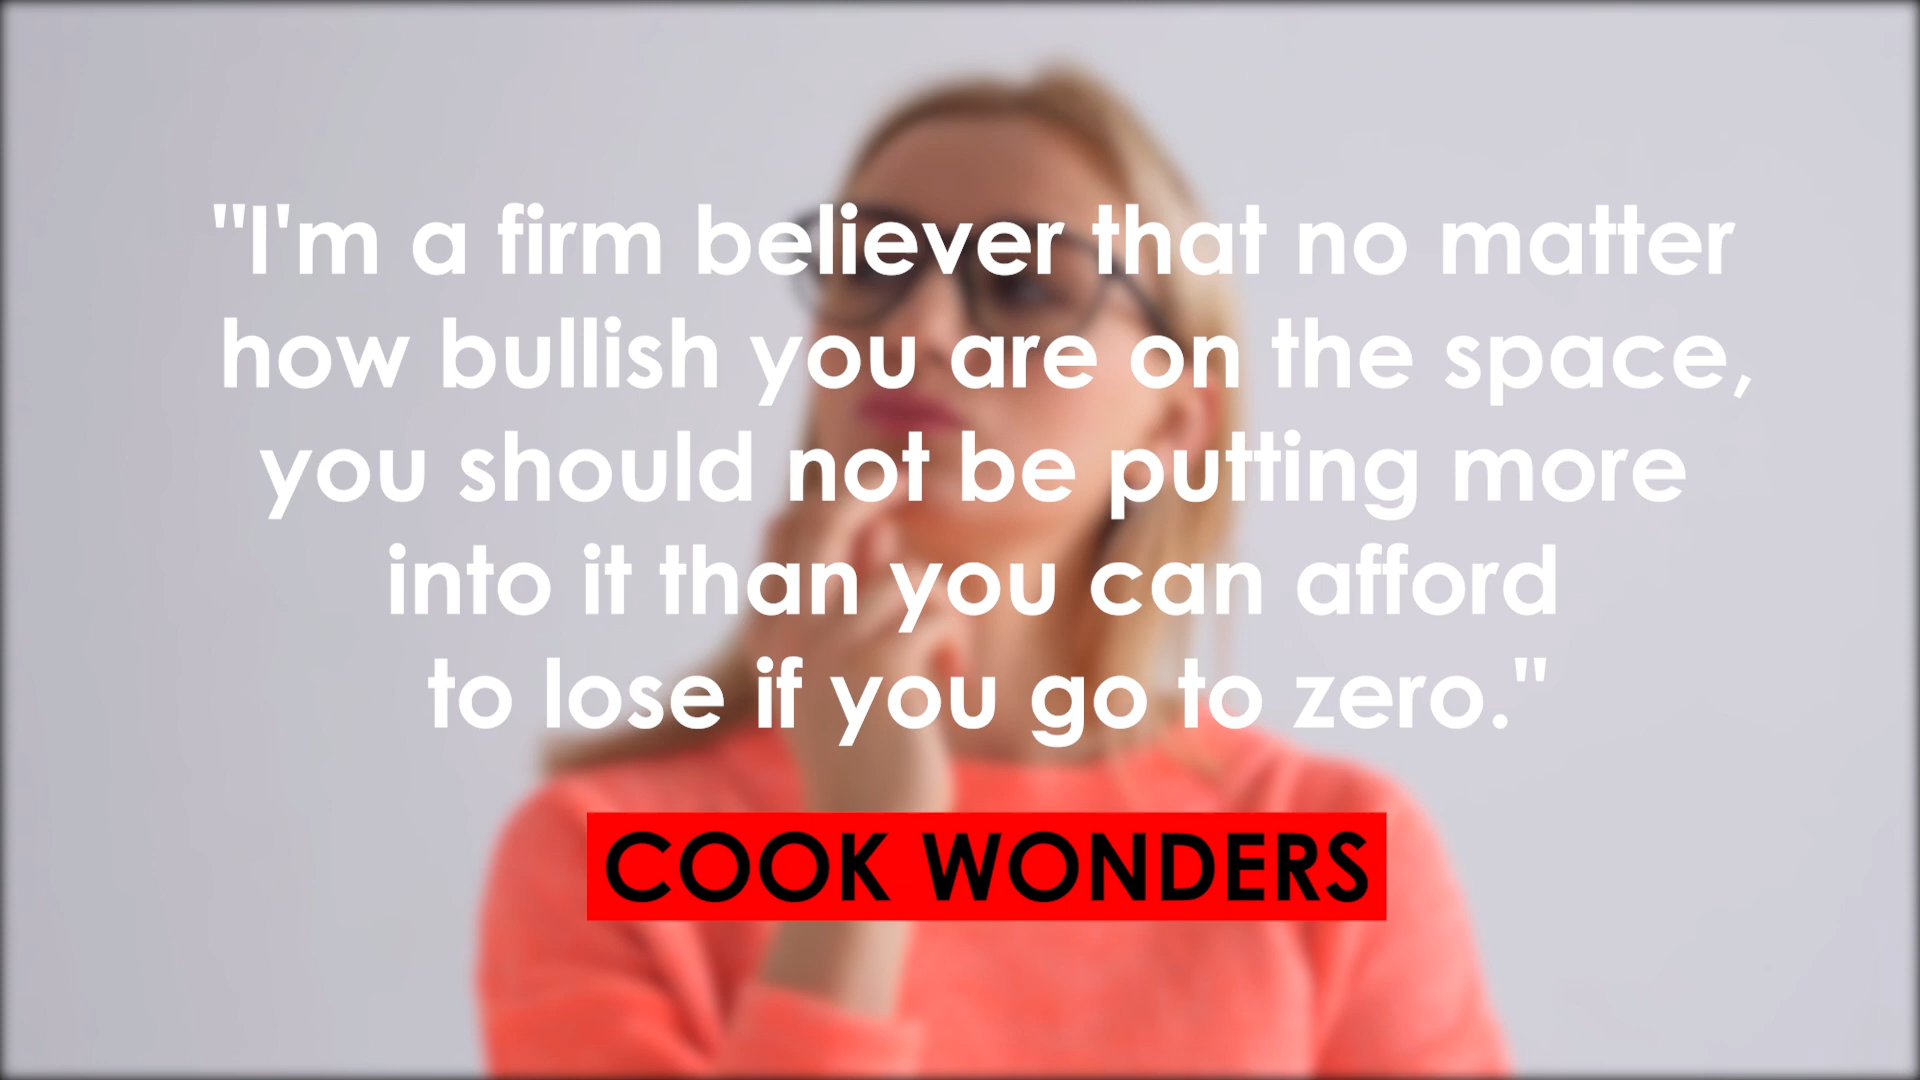 "I'm a firm believer that no matter
how bullish you are on the space,
you should not be putting more
into it than you can afford
to lose if you go to zero."
COOK WONDERS